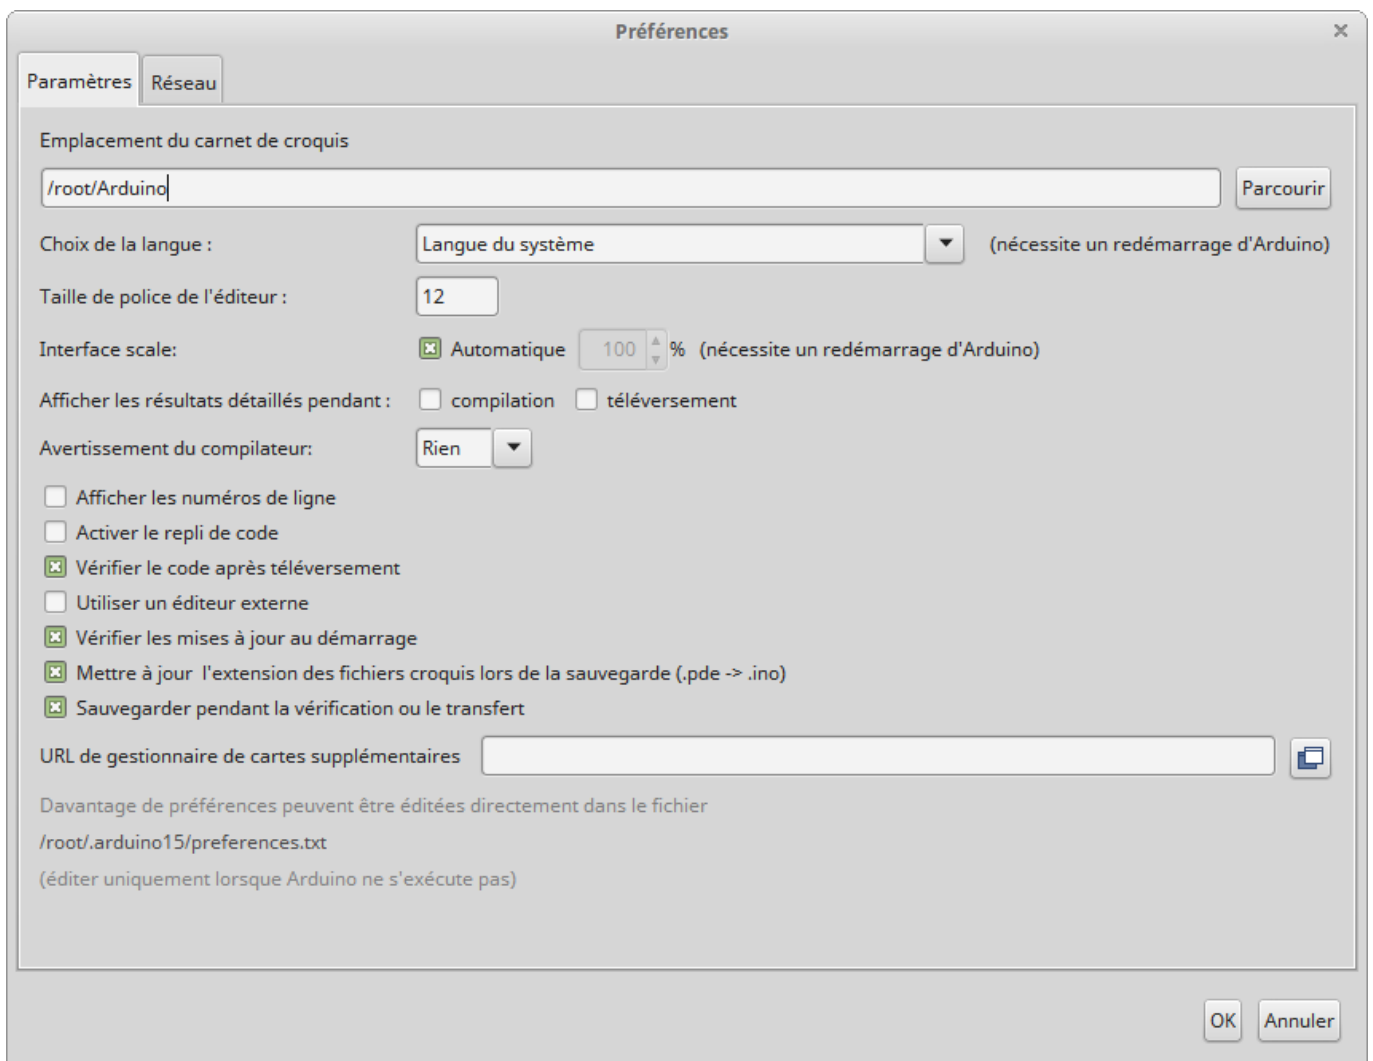 Préférences
Paramètres Réseau
Emplacement du carnet de croquis
/root/Arduino Parcourir
Choix de la langue : Langue du système (nécessite un redémarrage d'Arduino)
Taille de police de l'éditeur : 12
Interface scale: Automatique 100 % (nécessite un redémarrage d'Arduino)
Afficher les résultats détaillés pendant : compilation téléversement
Avertissement du compilateur: Rien
Afficher les numéros de ligne
Activer le repli de code
Vérifier le code après téléversement
Utiliser un éditeur externe
Vérifier les mises à jour au démarrage
Mettre à jour  l'extension des fichiers croquis lors de la sauvegarde (.pde -> .ino)
Sauvegarder pendant la vérification ou le transfert
URL de gestionnaire de cartes supplémentaires
Davantage de préférences peuvent être éditées directement dans le fichier
/root/.arduino15/preferences.txt
(éditer uniquement lorsque Arduino ne s'exécute pas)
OK Annuler